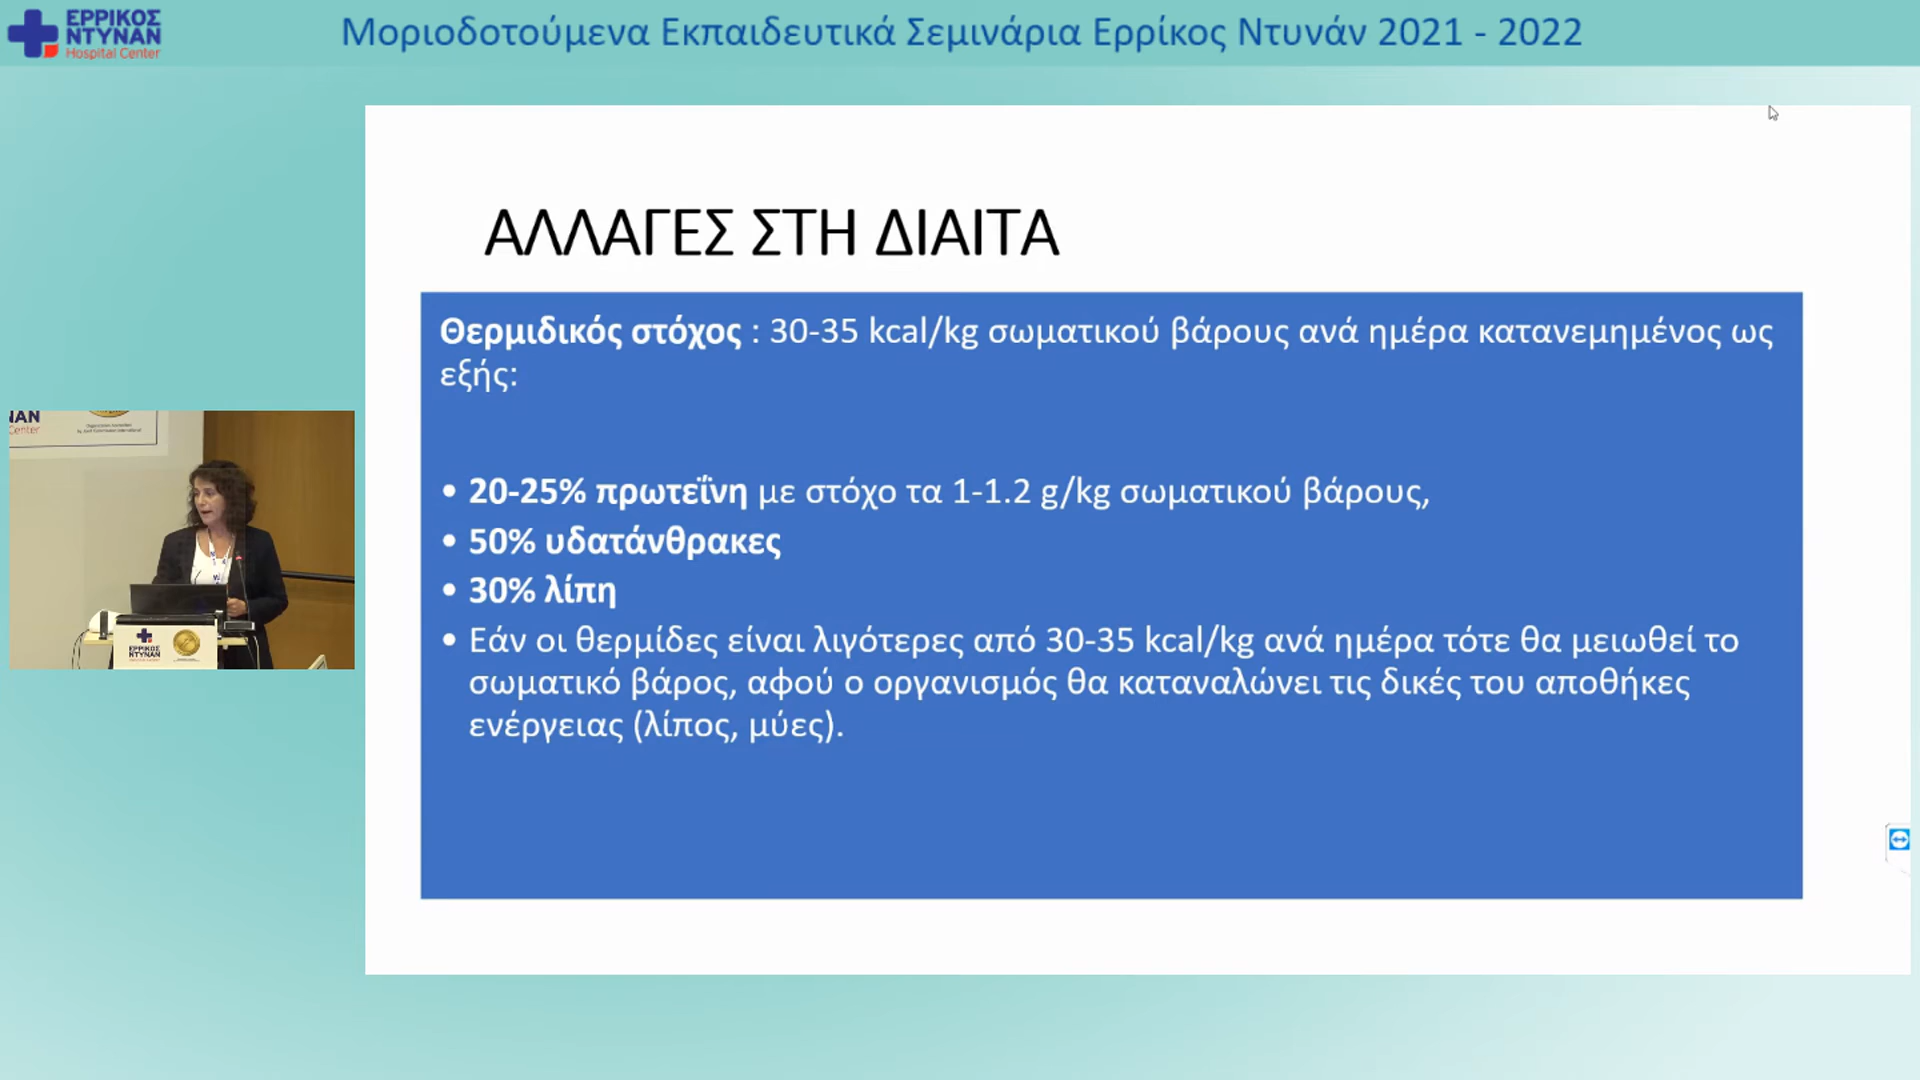 ΕΡΡΙΚΟΣ
ΝΤΥΝΑΝ
Hospital Center
Μοριοδοτούμενα Εκπαιδευτικά Σεμινάρια Ερρίκος Ντυνάν 2021 - 2022
ΑΛΛΑΓΕΣ ΣΤΗ ΔΙΑΙΤΑ
Θερμιδικός στόχος : 30-35 kcal/kg σωματικού βάρους ανά ημέρα κατανεμημένος ως
εξής:
• 20-25% πρωτεΐνη με στόχο τα 1-1.2 g/kg σωματικού βάρους,
• 50% υδατάνθρακες
• 30% λίπη
• Εάν οι θερμίδες είναι λιγότερες από 30-35 kcal/kg ανά ημέρα τότε θα μειωθεί το
σωματικό βάρος, αφού ο οργανισμός θα καταναλώνει τις δικές του αποθήκες
ενέργειας (λίπος, μύες).
ΕΡΡΙΚΟΣ
ΝΤΥΝΑΝ